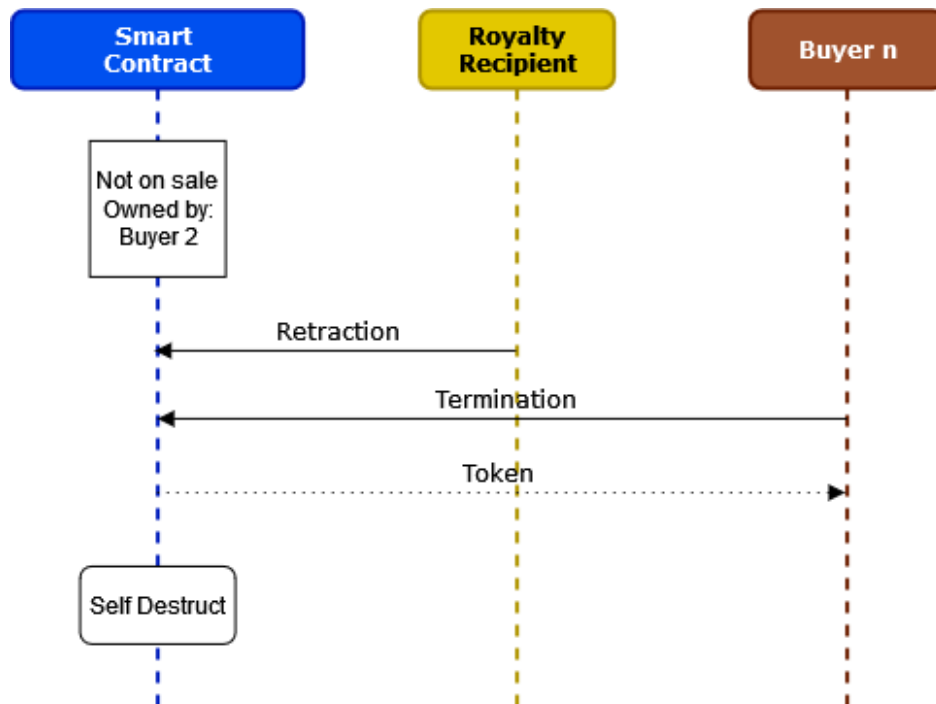 Smart
Contract
Royalty
Recipient
Buyer n
Not on sale
Owned by:
Buyer 2
Retraction
Termination
Token
Self Destruct